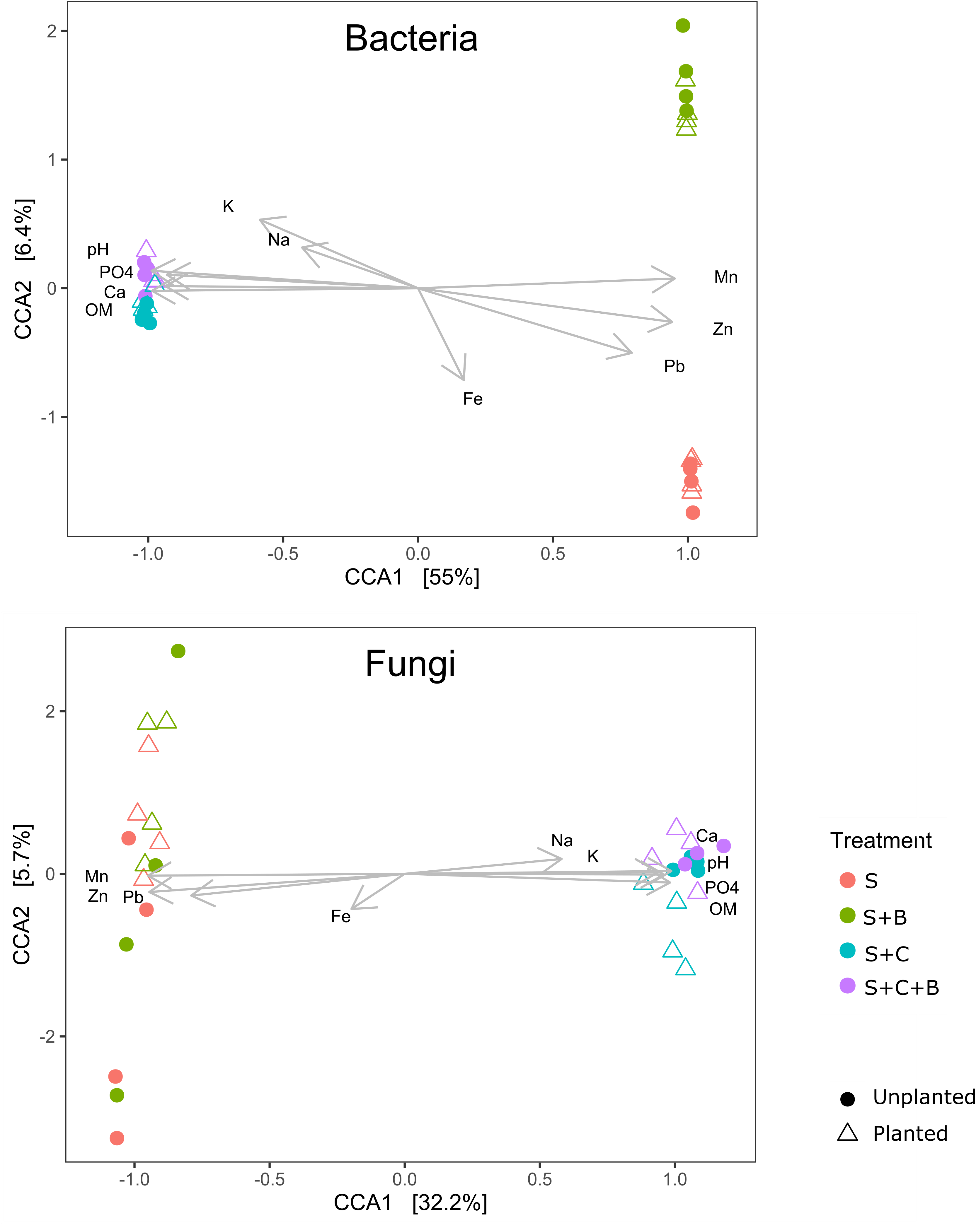 Bacteria
2
1
0
-1
CCA2 [6.4%]
K
Na
pH
PO4
Ca
OM
Mn
Zn
Pb
Fe
-1.0 -0.5 0.0 0.5 1.0
CCA1 [55%]
Fungi
2
0
-2
CCA2 [5.7%]
Na
K
Ca
pH
PO4
OM
Mn
Zn Pb
Fe
-1.0 -0.5 0.0 0.5 1.0
CCA1 [32.2%]
Treatment
S
S+B
S+C
S+C+B
Unplanted
Planted